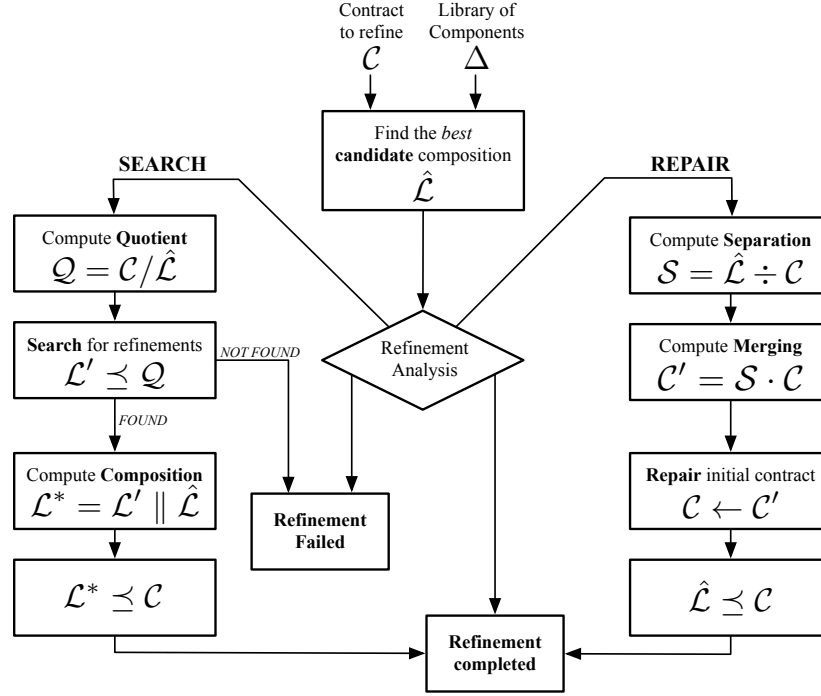 Contract
to refine
𝒞
Library of
Components
Δ
Find the best
candidate composition
ℒ̂
SEARCH
REPAIR
Compute Quotient
𝒬 = 𝒞/ℒ̂
Search for refinements
ℒ′ ⪯ 𝒬
NOT FOUND
FOUND
Compute Composition
ℒ* = ℒ′ ∥ ℒ̂
ℒ* ⪯ 𝒞
Refinement
Analysis
Refinement
Failed
Refinement
completed
Compute Separation
𝒮 = ℒ̂ ÷ 𝒞
Compute Merging
𝒞′ = 𝒮 · 𝒞
Repair initial contract
𝒞 ← 𝒞′
ℒ̂ ⪯ 𝒞